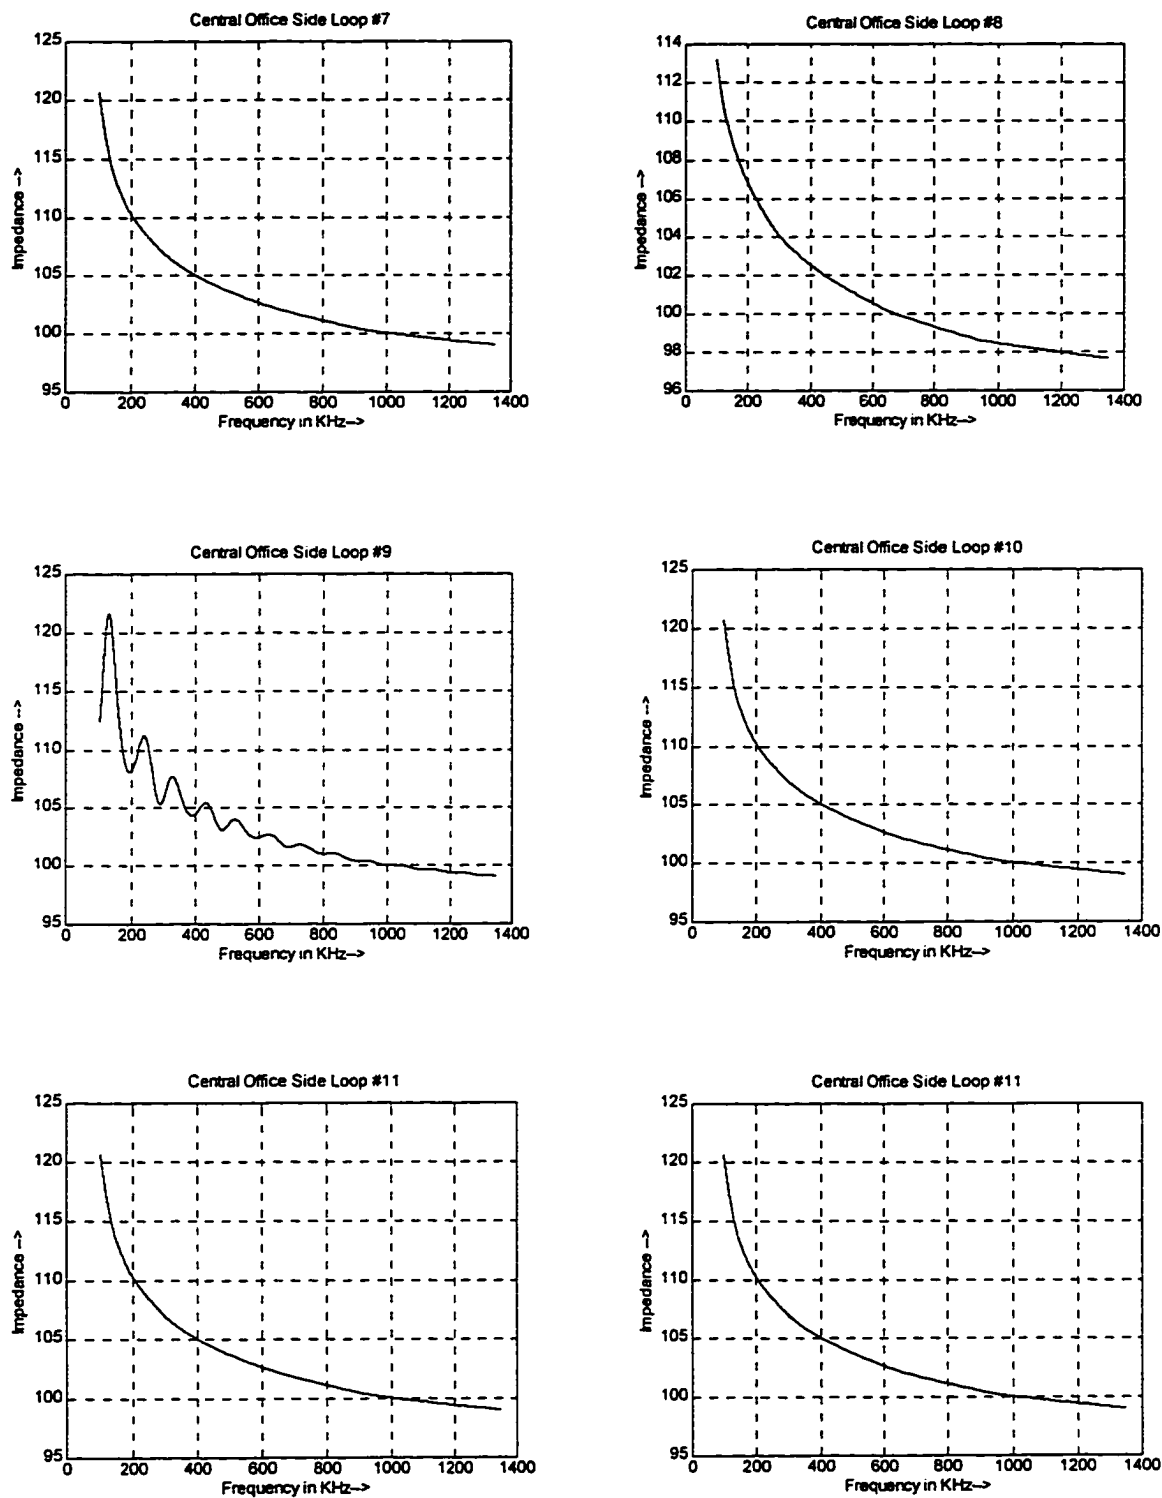 Central Office Side Loop #7
125
120
115
110
105
100
95
Impedance -->
0 200 400 600 800 1000 1200 1400
Frequency in KHz-->
Central Office Side Loop #8
114
112
110
108
106
104
102
100
98
96
Impedance -->
0 200 400 600 800 1000 1200 1400
Frequency in KHz-->
Central Office Side Loop #9
125
120
115
110
105
100
95
Impedance -->
0 200 400 600 800 1000 1200 1400
Frequency in KHz-->
Central Office Side Loop #10
125
120
115
110
105
100
95
Impedance -->
0 200 400 600 800 1000 1200 1400
Frequency in KHz-->
Central Office Side Loop #11
125
120
115
110
105
100
95
Impedance -->
0 200 400 600 800 1000 1200 1400
Frequency in KHz-->
Central Office Side Loop #11
125
120
115
110
105
100
95
Impedance -->
0 200 400 600 800 1000 1200 1400
Frequency in KHz-->